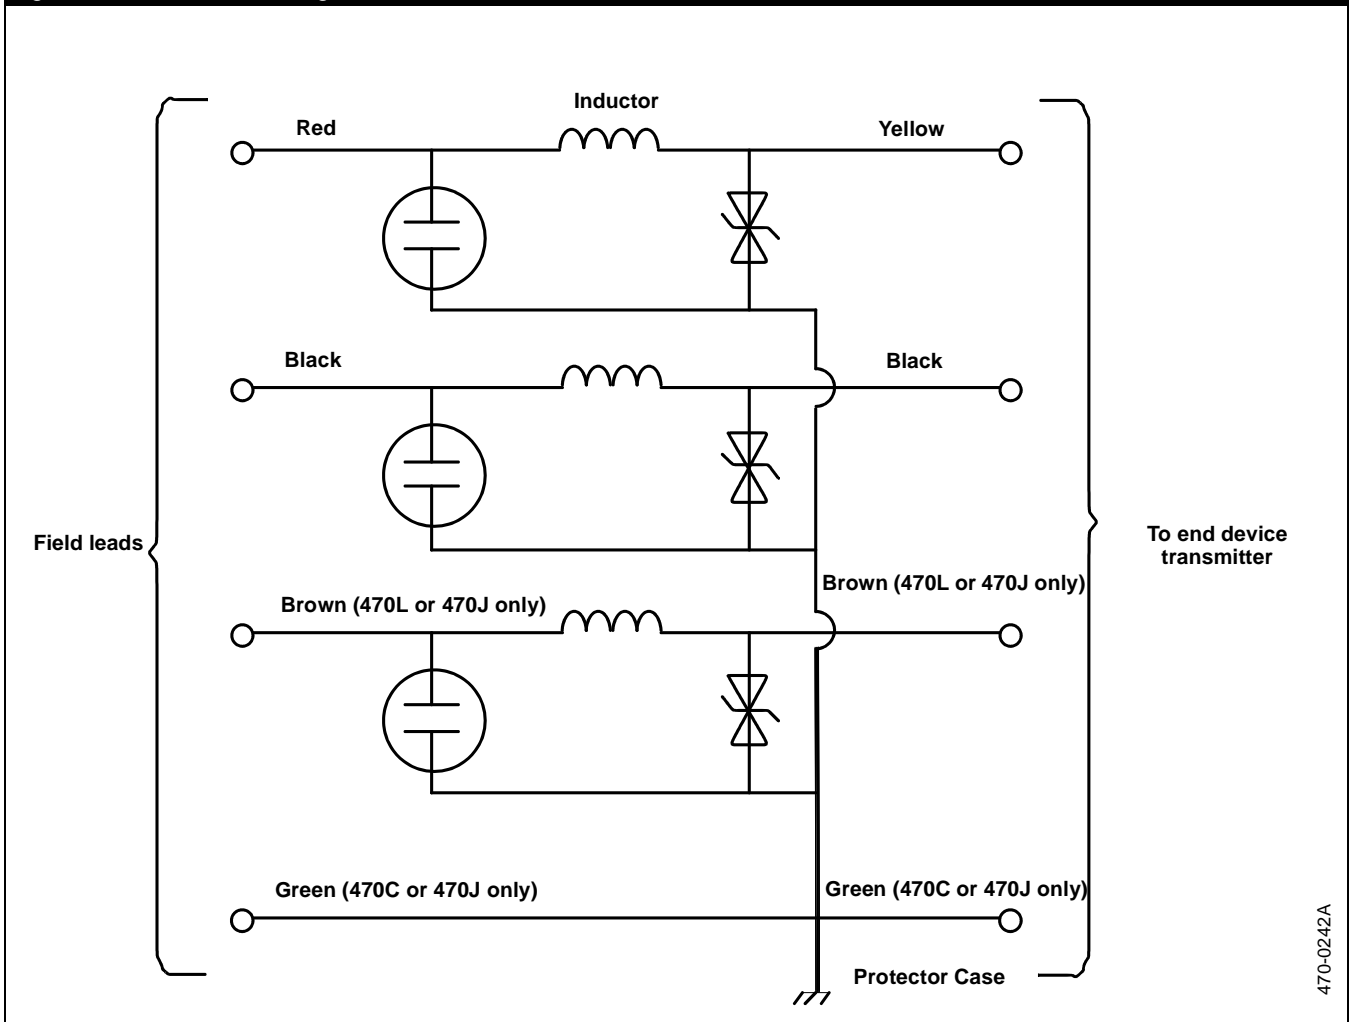 Inductor
Red
Yellow
Black
Black
Field leads
To end device
transmitter
Brown (470L or 470J only)
Brown (470L or 470J only)
Green (470C or 470J only)
Green (470C or 470J only)
Protector Case
470-0242A